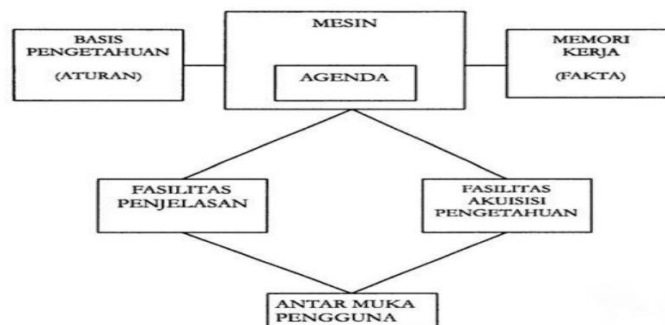 BASIS
PENGETAHUAN
(ATURAN)
MESIN
AGENDA
MEMORI
KERJA
(FAKTA)
FASILITAS
PENJELASAN
FASILITAS
AKUISISI
PENGETAHUAN
ANTAR MUKA
PENGGUNA